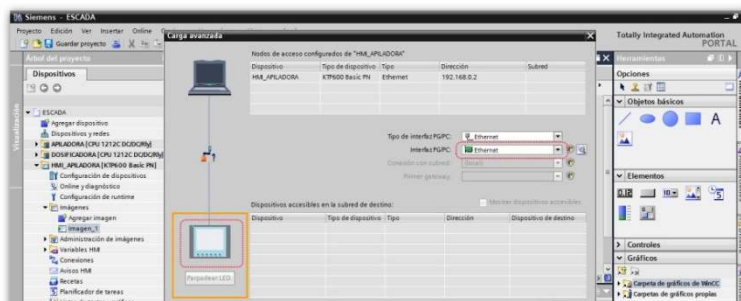 Siemens - ESCADA
Proyecto Edición Ver Insertar Online
Guardar proyecto
Totally Integrated Automation
PORTAL
Árbol del proyecto
Dispositivos
Visualización
ESCADA
Agregar dispositivo
Dispositivos y redes
APILADORA [CPU 1212C DC/DC/Rly]
DOSIFICADORA [CPU 1212C DC/DC/Rly]
HMI_APILADORA [KTP600 Basic PN]
Configuración de dispositivos
Online y diagnóstico
Configuración de runtime
Imágenes
Agregar imagen
Imagen_1
Administración de imágenes
Variables HMI
Conexiones
Avisos HMI
Recetas
Planificador de tareas
Carga avanzada
Nodos de acceso configurados de "HMI_APILADORA"
Dispositivo Tipo de dispositivo Tipo Dirección Subred
HMI_APILADORA KTP600 Basic PN Ethernet 192.168.0.2
Tipo de interfaz PG/PC: Ethernet
Interfaz PG/PC: Ethernet
Conexión con subred:
Primer gateway:
Dispositivos accesibles en la subred de destino:
Mostrar dispositivos accesibles
Dispositivo Tipo de dispositivo Tipo Dirección Dispositivo de destino
Parpadear LED
Herramientas
Opciones
Objetos básicos
A
Elementos
Controles
Gráficos
Carpeta de gráficos de WinCC
Carpetas de gráficos propias